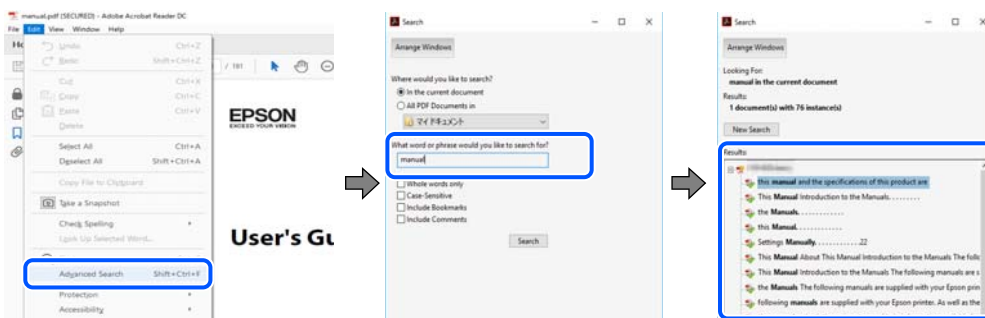 manual.pdf (SECURED) - Adobe Acrobat Reader DC
File Edit View Window Help
Undo Ctrl+Z
Redo Shift+Ctrl+Z
Cut Ctrl+X
Copy Ctrl+C
Paste Ctrl+V
Delete
Select All Ctrl+A
Deselect All Shift+Ctrl+A
Copy File to Clipboard
Take a Snapshot
Check Spelling
Look Up Selected Word...
Advanced Search Shift+Ctrl+F
Protection
Accessibility
/ 191
EPSON
EXCEED YOUR VISION
User's Gu
Search
Arrange Windows
Where would you like to search?
In the current document
All PDF Documents in
マイ ドキュメント
What word or phrase would you like to search for?
manual
Whole words only
Case-Sensitive
Include Bookmarks
Include Comments
Search
Search
Arrange Windows
Looking For:
manual in the current document
Results:
1 document(s) with 76 instance(s)
New Search
Results:
this manual and the specifications of this product are
This Manual Introduction to the Manuals.........
the Manuals.............
this Manual.............
Settings Manually.............22
This Manual About This Manual Introduction to the Manuals The follo
This Manual Introduction to the Manuals The following manuals are s
the Manuals The following manuals are supplied with your Epson prin
following manuals are supplied with your Epson printer. As well as the